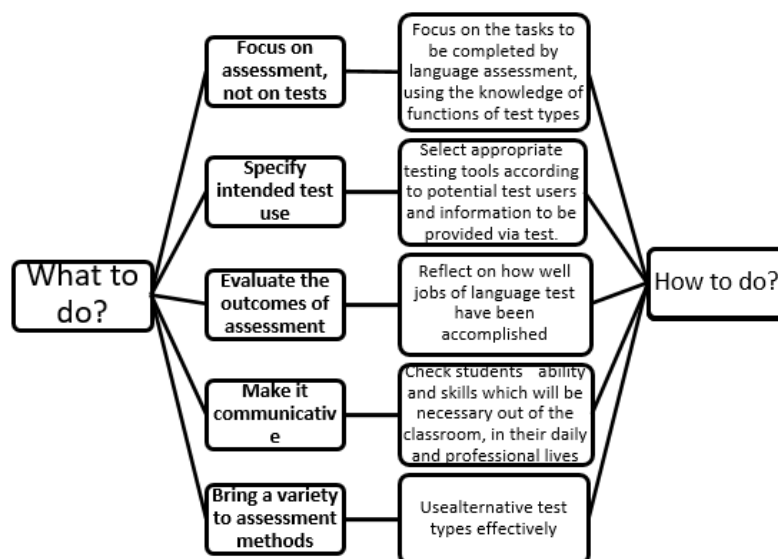 What to
do?
Focus on
assessment,
not on tests
Focus on the tasks to
be completed by
language assessment,
using the knowledge of
functions of test types
Specify
intended test
use
Select appropriate
testing tools according
to potential test users
and information to be
provided via test.
Evaluate the
outcomes of
assessment
Reflect on how well
jobs of language test
have been
accomplished
Make it
communicativ
e
Check students ability
and skills which will be
necessary out of the
classroom, in their daily
and professional lives
Bring a variety
to assessment
methods
Usealternative test
types effectively
How to do?